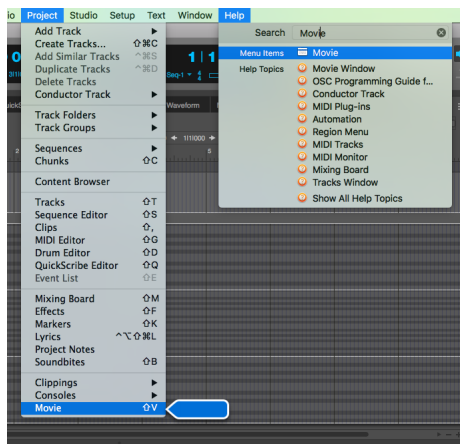 io Project Studio Setup Text Window Help
Add Track
Create Tracks... ⇧⌘C
Add Similar Tracks ^⌘S
Duplicate Tracks ^⌘D
Delete Tracks
Conductor Track
Track Folders
Track Groups
Sequences
Chunks ⇧C
Content Browser
Tracks ⇧T
Sequence Editor ⇧S
Clips ⇧,
MIDI Editor ⇧G
Drum Editor ⇧D
QuickScribe Editor ⇧Q
Event List ⇧E
Mixing Board ⇧M
Effects ⇧F
Markers ⇧K
Lyrics ^⌥⇧⌘L
Project Notes
Soundbites ⇧B
Clippings
Consoles
Movie ⇧V
Search Movie
Menu Items Movie
Help Topics Movie Window
OSC Programming Guide f...
Conductor Track
MIDI Plug-ins
Automation
Region Menu
MIDI Tracks
MIDI Monitor
Mixing Board
Tracks Window
Show All Help Topics
1|1
Seq-1
Waveform
2
3